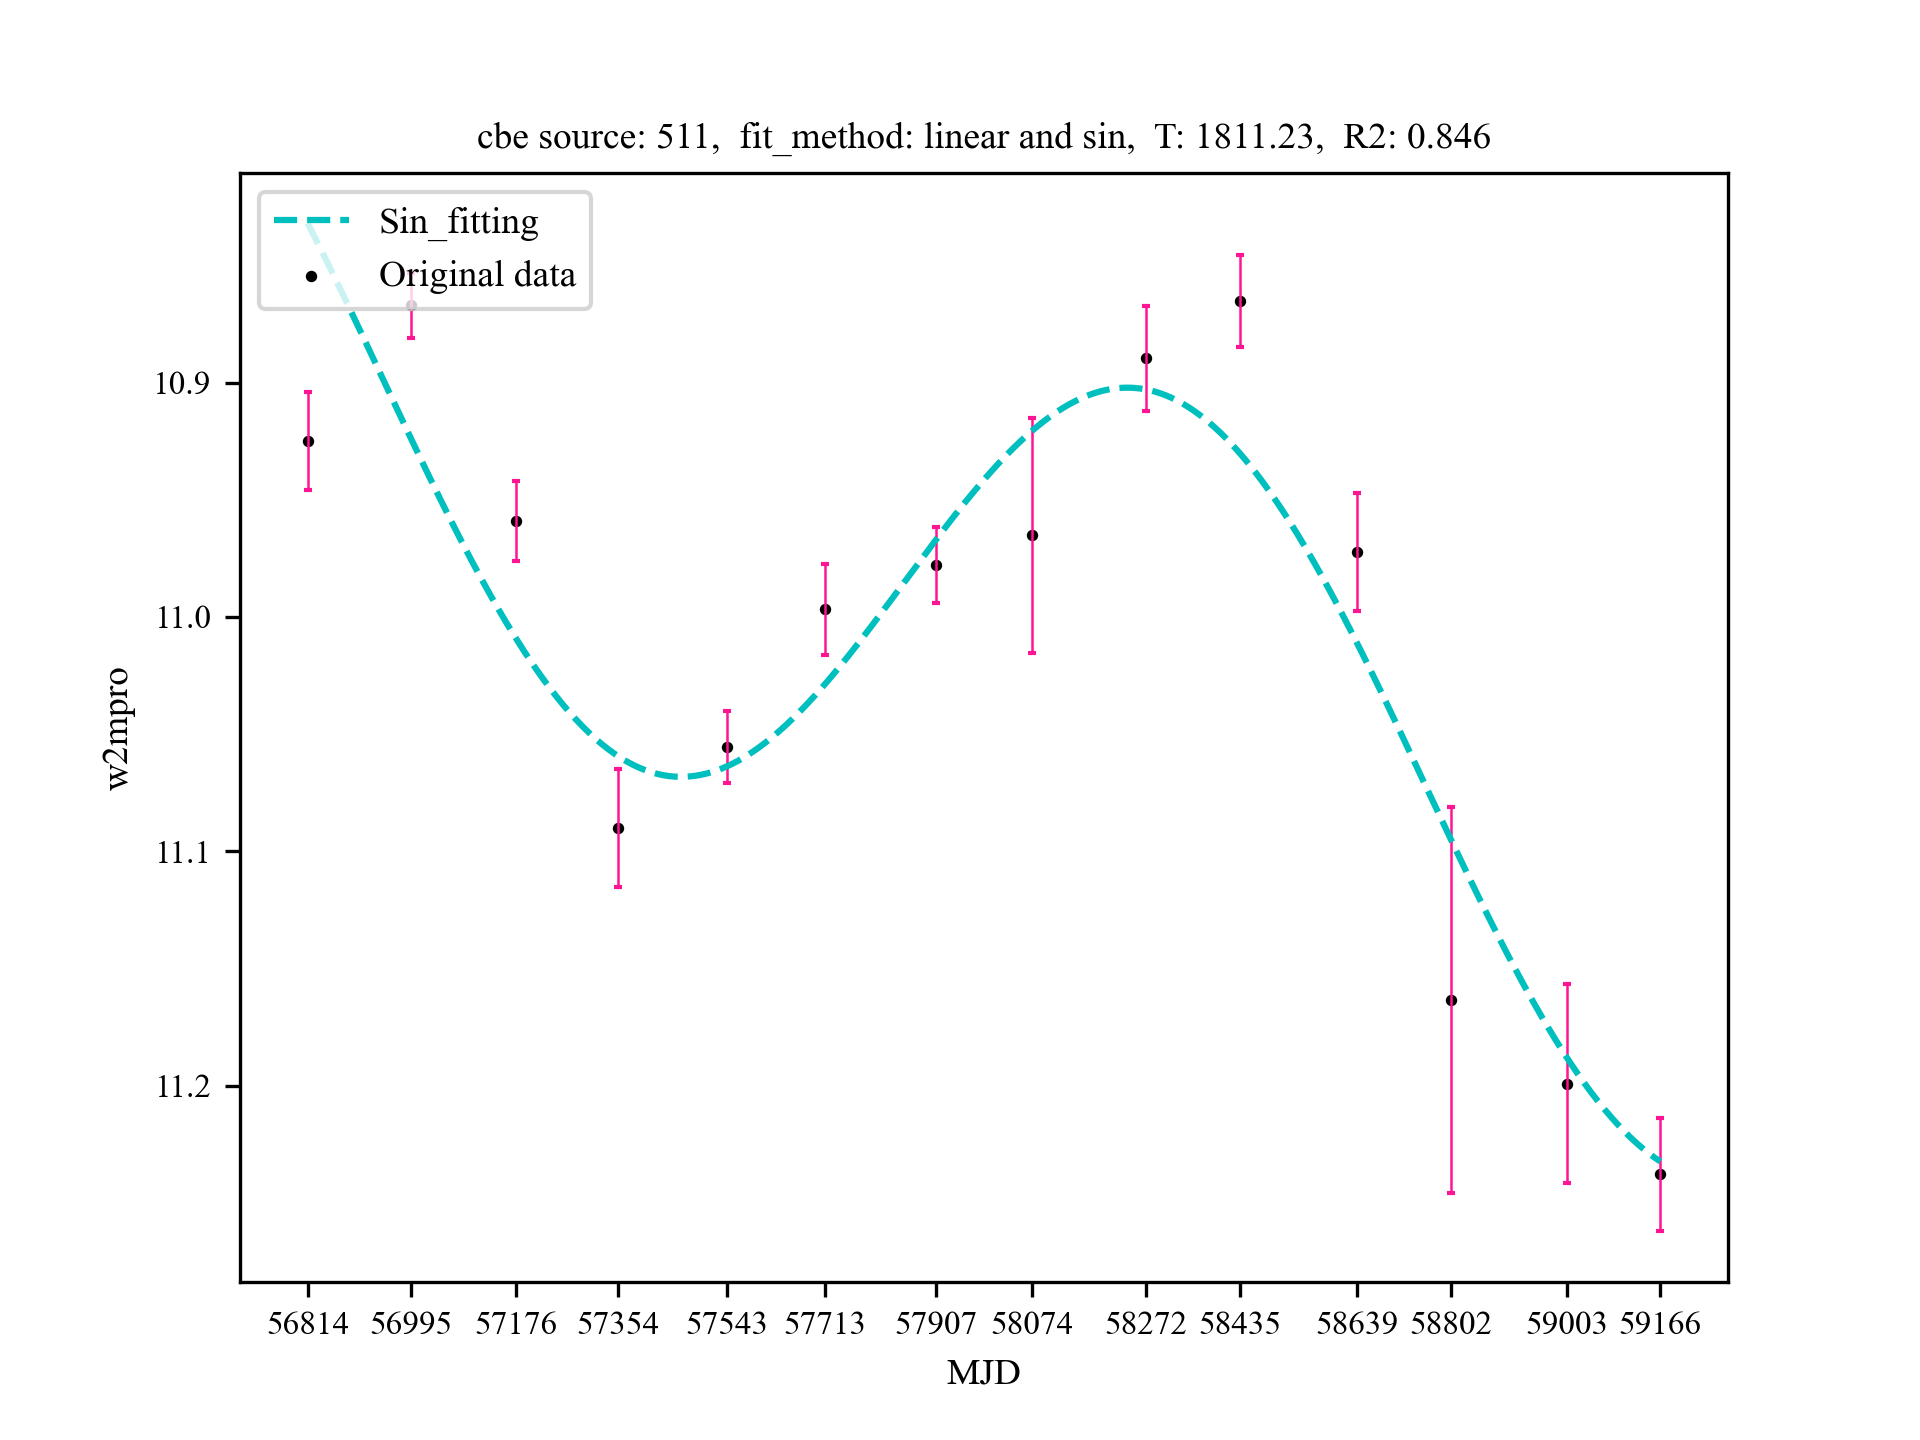 cbe source: 511,  fit_method: linear and sin,  T: 1811.23,  R2: 0.846
Sin_fitting
Original data
10.9
11.0
11.1
11.2
w2mpro
56814 56995 57176 57354 57543 57713 57907 58074 58272 58435 58639 58802 59003 59166
MJD